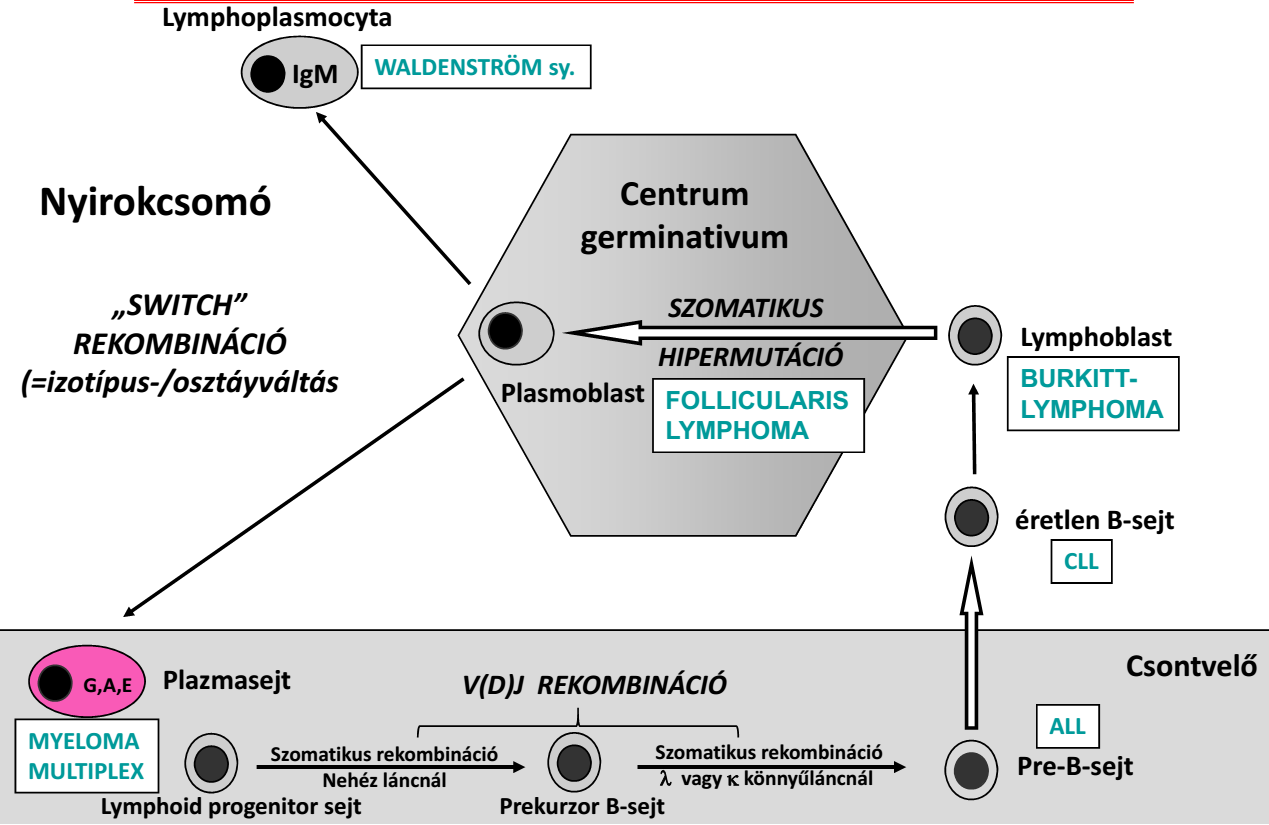 Lymphoplasmocyta
IgM
WALDENSTRÖM sy.
Nyirokcsomó
„SWITCH”
REKOMBINÁCIÓ
(=izotípus-/osztáyváltás
Centrum
germinativum
SZOMATIKUS
HIPERMUTÁCIÓ
Plasmoblast
FOLLICULARIS
LYMPHOMA
Lymphoblast
BURKITT-
LYMPHOMA
éretlen B-sejt
CLL
Csontvelő
G,A,E
Plazmasejt
MYELOMA
MULTIPLEX
V(D)J REKOMBINÁCIÓ
Szomatikus rekombináció
Nehéz láncnál
Szomatikus rekombináció
λ vagy κ könnyűláncnál
ALL
Pre-B-sejt
Lymphoid progenitor sejt
Prekurzor B-sejt